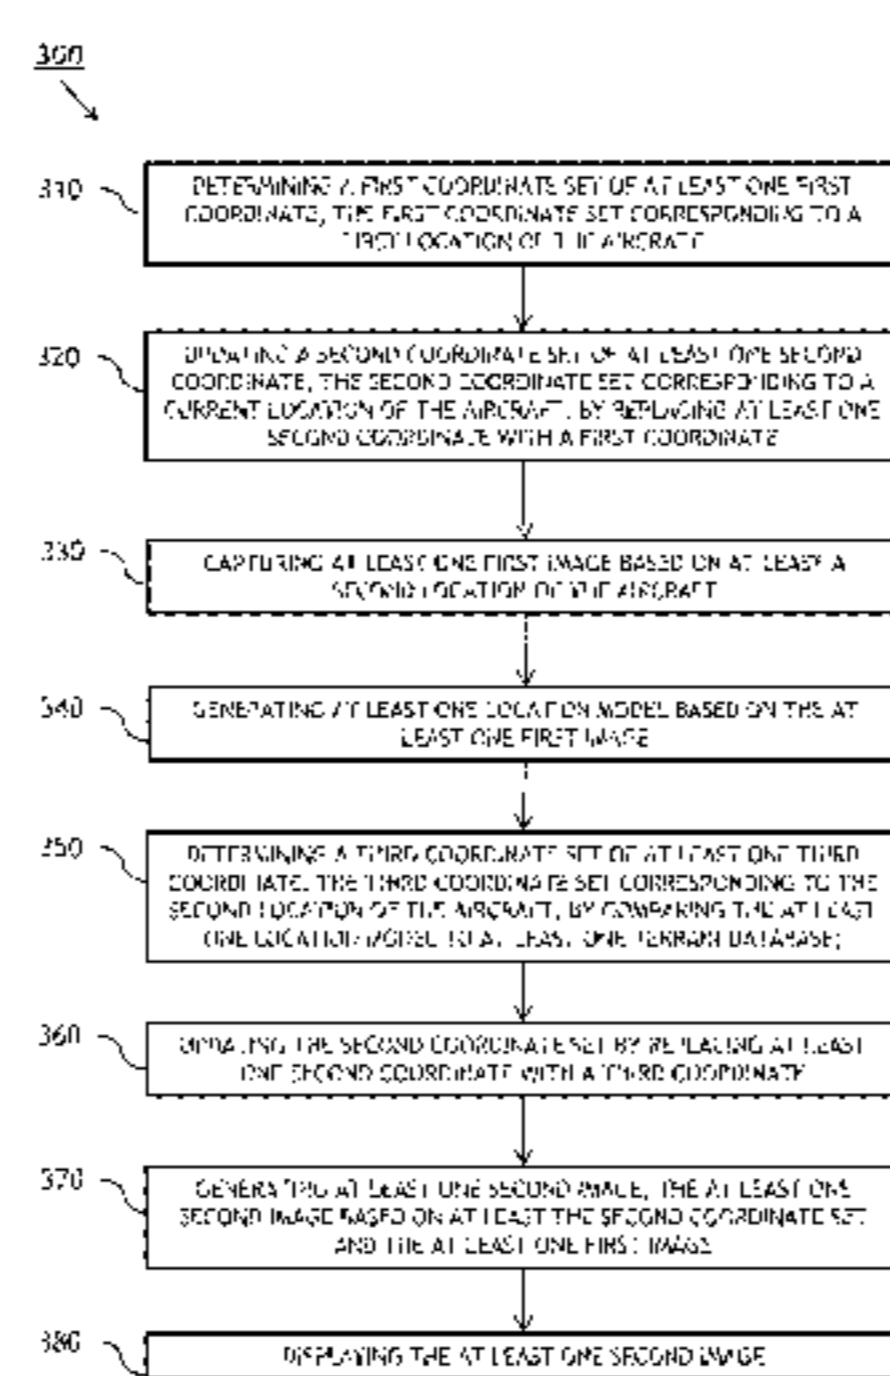 300
310
DETERMINING A FIRST COORDINATE SET OF AT LEAST ONE FIRST
COORDINATE, THE FIRST COORDINATE SET CORRESPONDING TO A
FIRST LOCATION OF THE AIRCRAFT
320
UPDATING A SECOND COORDINATE SET OF AT LEAST ONE SECOND
COORDINATE, THE SECOND COORDINATE SET CORRESPONDING TO A
CURRENT LOCATION OF THE AIRCRAFT, BY REPLACING AT LEAST ONE
SECOND COORDINATE WITH A FIRST COORDINATE
330
CAPTURING AT LEAST ONE FIRST IMAGE BASED ON AT LEAST A
SECOND LOCATION OF THE AIRCRAFT
340
GENERATING AT LEAST ONE LOCATION MODEL BASED ON THE AT
LEAST ONE FIRST IMAGE
350
DETERMINING A THIRD COORDINATE SET OF AT LEAST ONE THIRD
COORDINATE, THE THIRD COORDINATE SET CORRESPONDING TO THE
SECOND LOCATION OF THE AIRCRAFT, BY COMPARING THE AT LEAST
ONE LOCATION MODEL TO AT LEAST ONE TERRAIN DATABASE;
360
UPDATING THE SECOND COORDINATE SET BY REPLACING AT LEAST
ONE SECOND COORDINATE WITH A THIRD COORDINATE
370
GENERATING AT LEAST ONE SECOND IMAGE, THE AT LEAST ONE
SECOND IMAGE BASED ON AT LEAST THE SECOND COORDINATE SET
AND THE AT LEAST ONE FIRST IMAGE
380
DISPLAYING THE AT LEAST ONE SECOND IMAGE